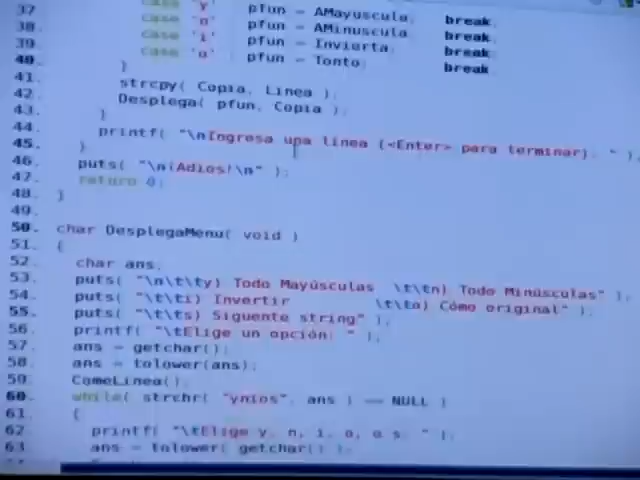 37. case 'y' pfun = AMayuscula; break;
38. case 'n' pfun = AMinuscula; break;
39. case 'i' pfun = Invierta; break;
40. case 'o' pfun = Tonto; break;
41. }
42. strcpy( Copia, Linea );
43. Desplega( pfun, Copia );
44. }
45. printf( "\nIngresa una linea (<Enter> para terminar): " );
46. }
47. puts( "\n¡Adios!\n" );
48. return 0;
49. }
50. char DesplegaMenu( void )
51. {
52. char ans;
53. puts( "\n\t\ty) Todo Mayúsculas \t\tn) Todo Minúsculas" );
54. puts( "\t\ti) Invertir \t\to) Cómo original" );
55. puts( "\t\ts) Siguente string" );
56. printf( "\tElige un opción: " );
57. ans = getchar();
58. ans = tolower(ans);
59. ComeLinea();
60. while( strchr( "ynios", ans ) == NULL )
61. {
62. printf( "\tElige y, n, i, o, o s: " );
63. ans = tolower( getchar() );